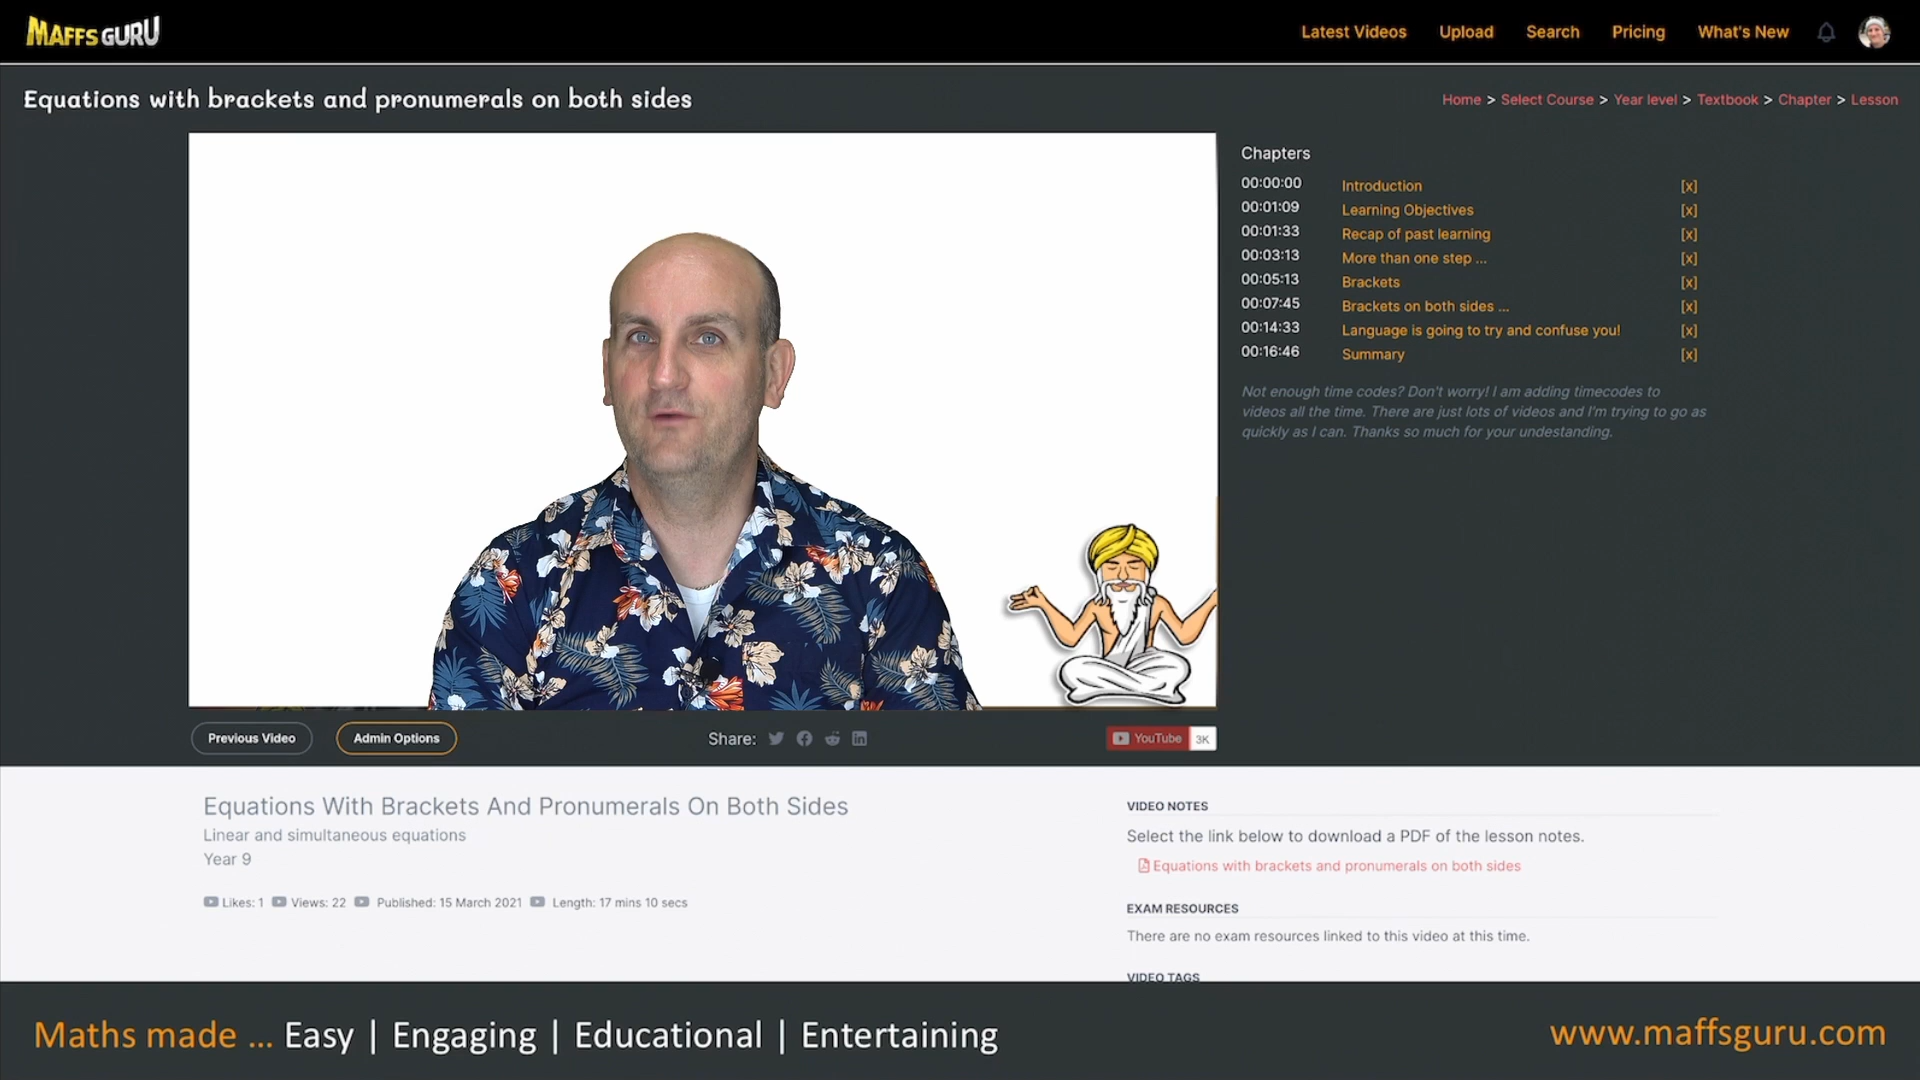 MAFFSGURU
Latest Videos Upload Search Pricing What's New
Equations with brackets and pronumerals on both sides
Home > Select Course > Year level > Textbook > Chapter > Lesson
Chapters
00:00:00 Introduction [x]
00:01:09 Learning Objectives [x]
00:01:33 Recap of past learning [x]
00:03:13 More than one step ... [x]
00:05:13 Brackets [x]
00:07:45 Brackets on both sides ... [x]
00:14:33 Language is going to try and confuse you! [x]
00:16:46 Summary [x]
Not enough time codes? Don't worry! I am adding timecodes to
videos all the time. There are just lots of videos and I'm trying to go as
quickly as I can. Thanks so much for your undestanding.
Previous Video Admin Options Share: YouTube 3K
Equations With Brackets And Pronumerals On Both Sides
Linear and simultaneous equations
Year 9
Likes: 1 Views: 22 Published: 15 March 2021 Length: 17 mins 10 secs
VIDEO NOTES
Select the link below to download a PDF of the lesson notes.
Equations with brackets and pronumerals on both sides
EXAM RESOURCES
There are no exam resources linked to this video at this time.
VIDEO TAGS
Maths made ... Easy | Engaging | Educational | Entertaining
www.maffsguru.com